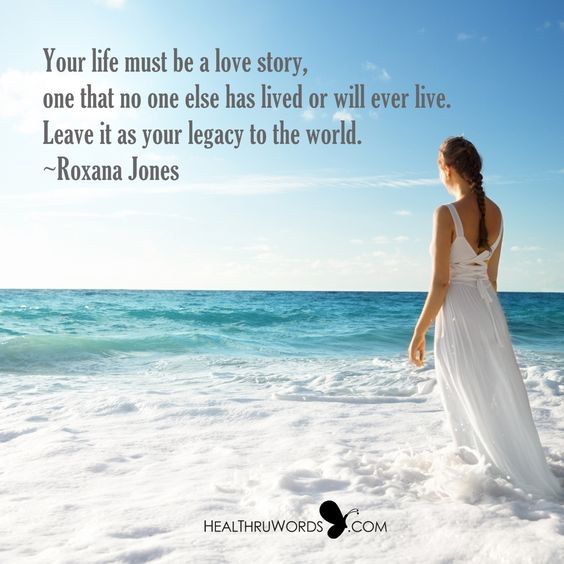 Your life must be a love story,
one that no one else has lived or will ever live.
Leave it as your legacy to the world.
~Roxana Jones
HEALTHRUWORDS.COM